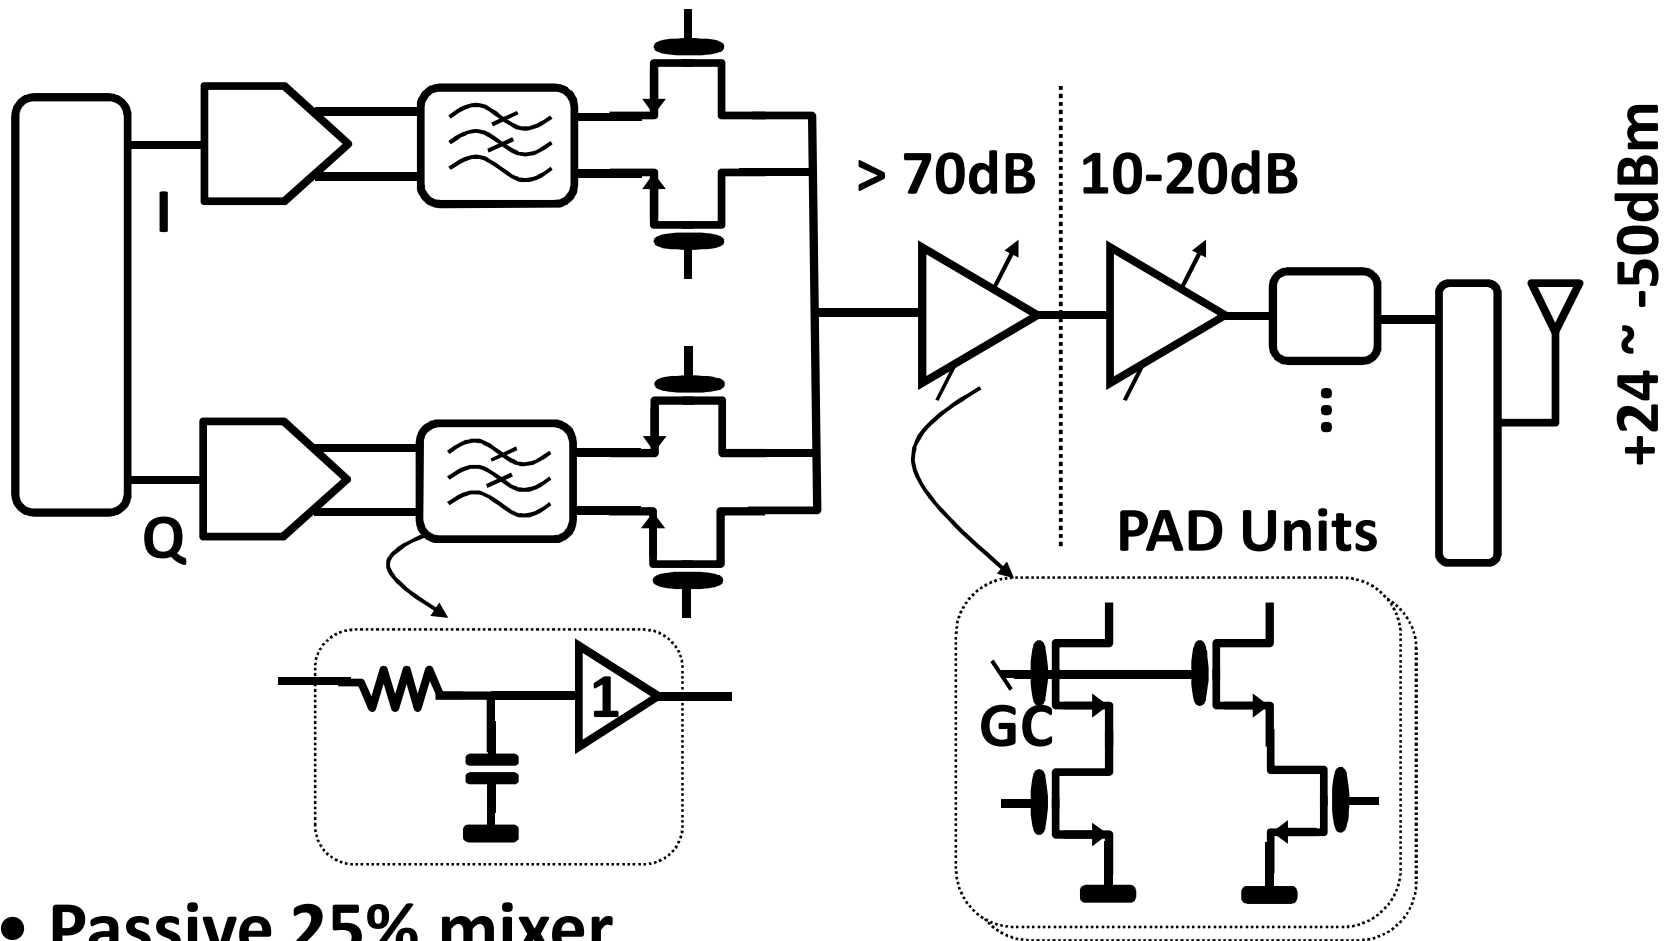 > 70dB
10-20dB
+24 ~ -50dBm
I
Q
PAD Units
1
GC
• Passive 25% mixer